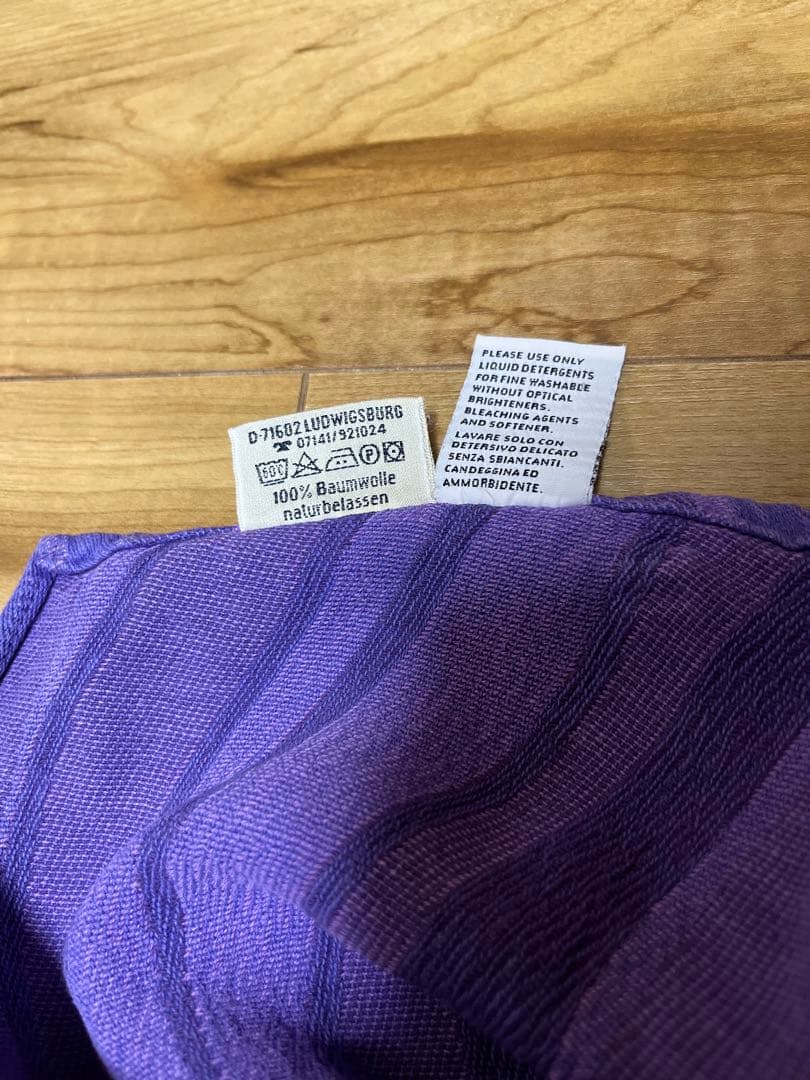 D-71602 LUDWIGSBURG
☎ 07141/921024
60°C P
100% Baumwolle
naturbelassen
PLEASE USE ONLY
LIQUID DETERGENTS
FOR FINE WASHABLE
WITHOUT OPTICAL
BRIGHTENERS.
BLEACHING AGENTS
AND SOFTENER.
LAVARE SOLO CON
DETERSIVO DELICATO
SENZA SBIANCANTI.
CANDEGGINA ED
AMMORBIDENTE.